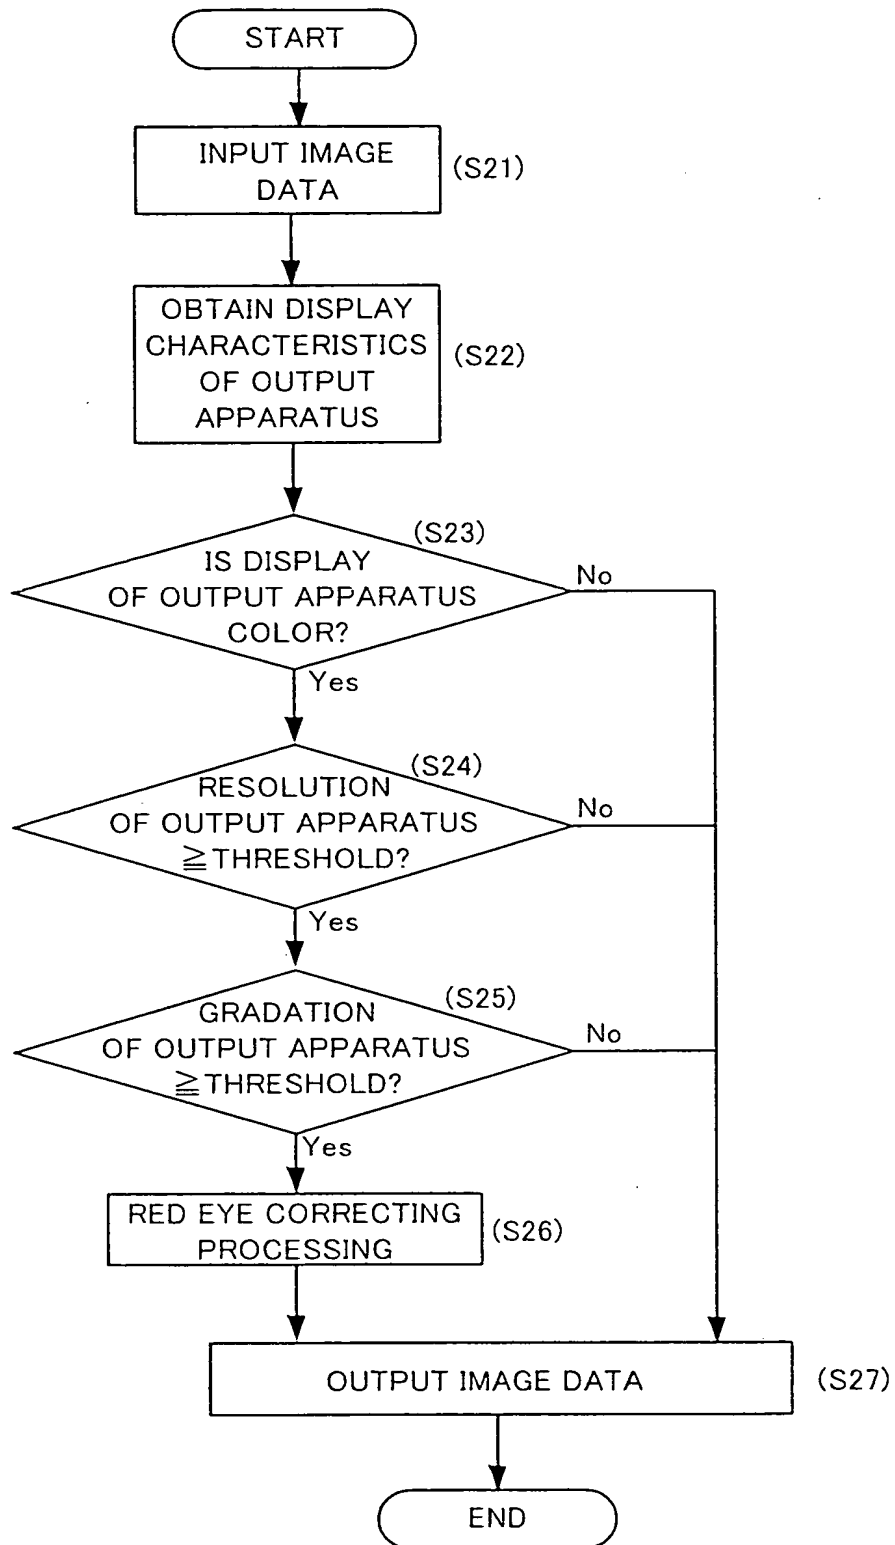 START
INPUT IMAGE
DATA
(S21)
OBTAIN DISPLAY
CHARACTERISTICS
OF OUTPUT
APPARATUS
(S22)
(S23)
IS DISPLAY
OF OUTPUT APPARATUS
COLOR?
No
Yes
(S24)
RESOLUTION
OF OUTPUT APPARATUS
≧THRESHOLD?
No
Yes
(S25)
GRADATION
OF OUTPUT APPARATUS
≧THRESHOLD?
No
Yes
RED EYE CORRECTING
PROCESSING
(S26)
OUTPUT IMAGE DATA
(S27)
END